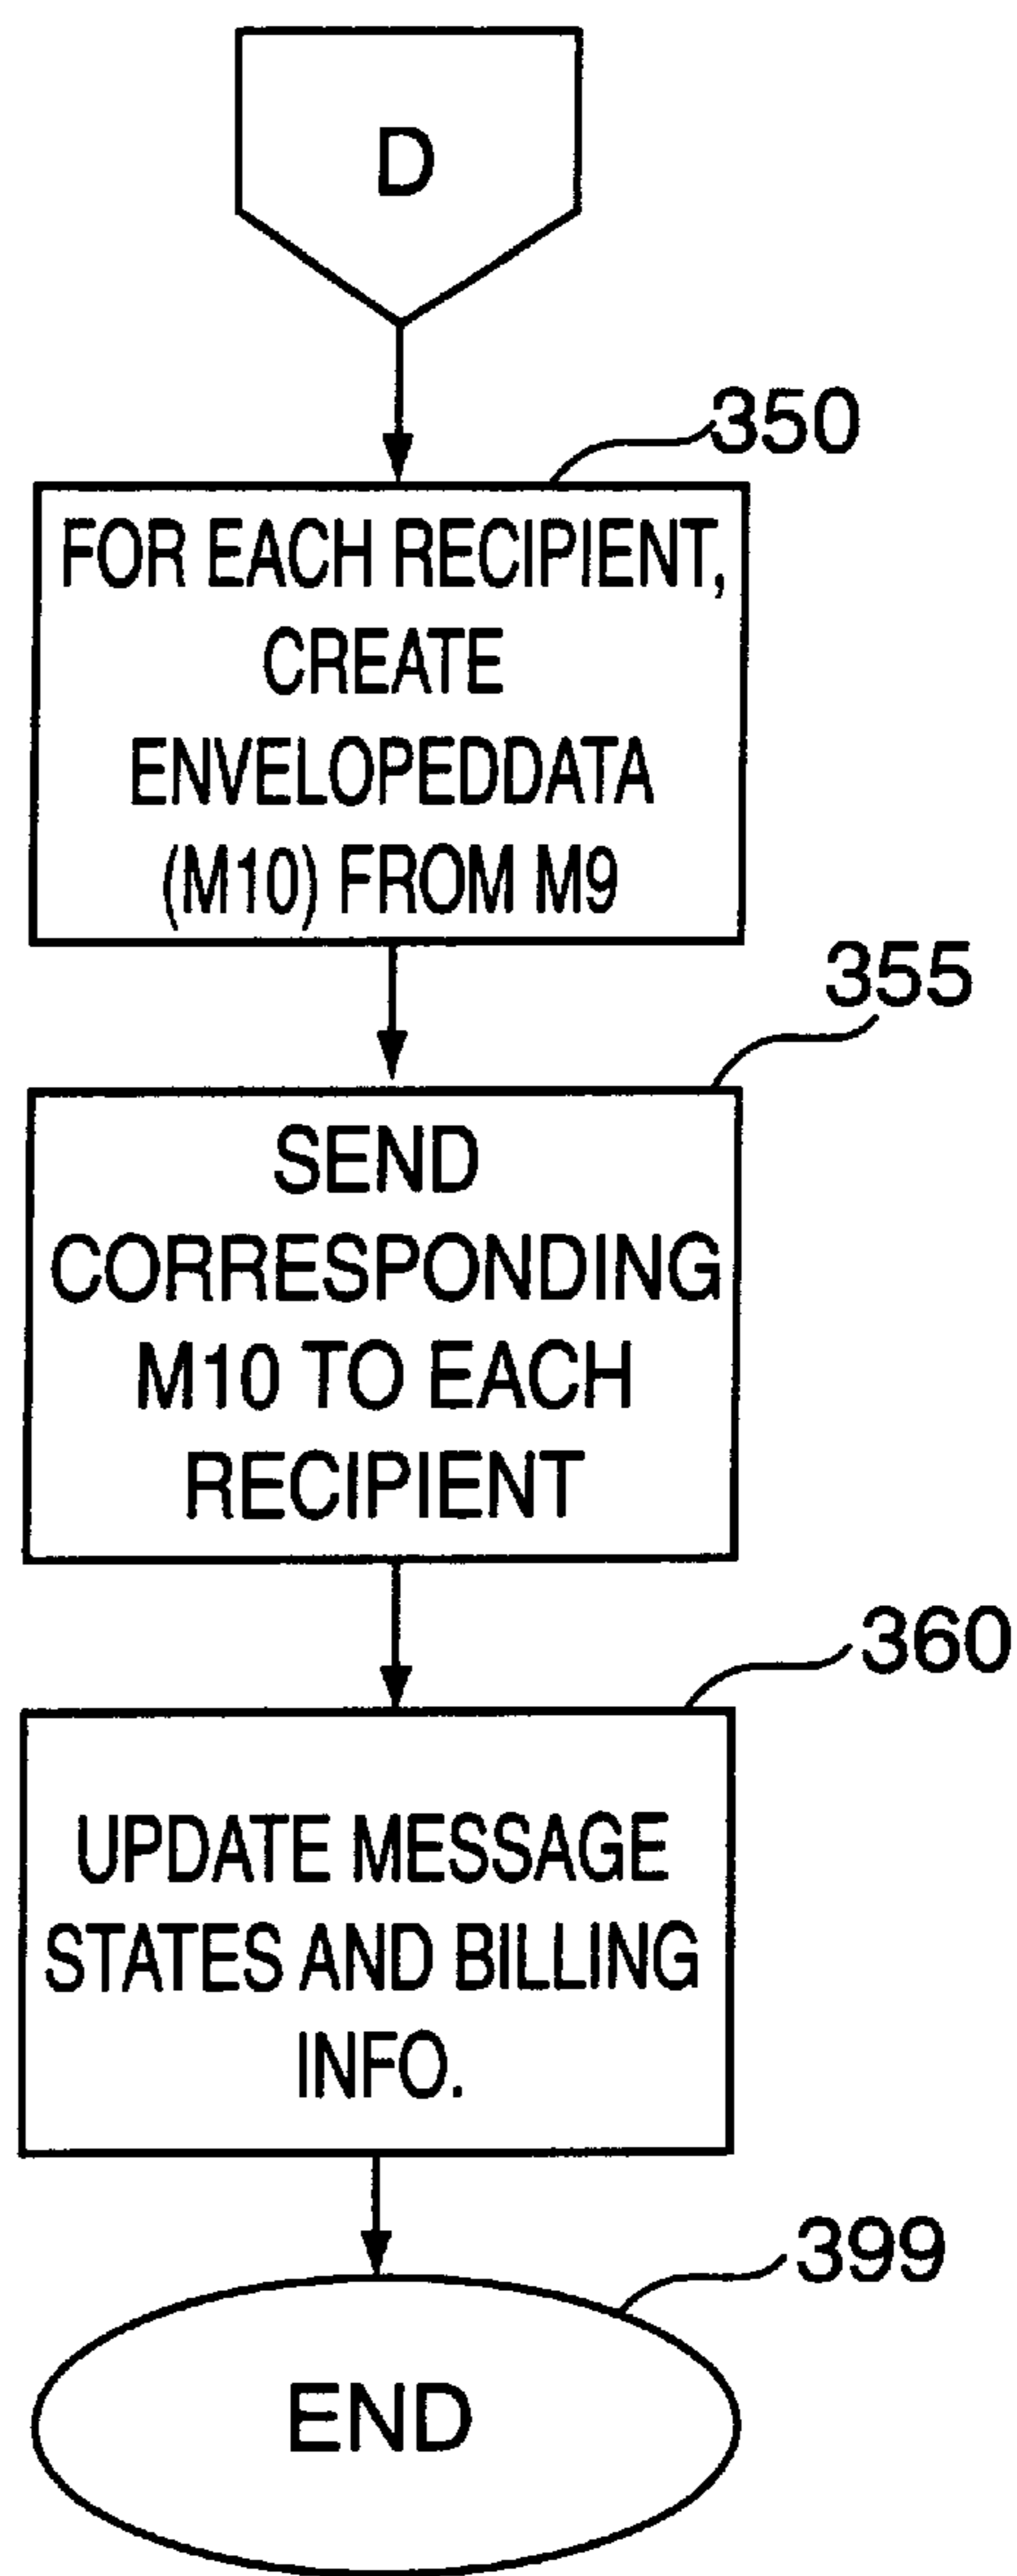 D
350
FOR EACH RECIPIENT,
CREATE
ENVELOPEDDATA
(M10) FROM M9
355
SEND
CORRESPONDING
M10 TO EACH
RECIPIENT
360
UPDATE MESSAGE
STATES AND BILLING
INFO.
399
END